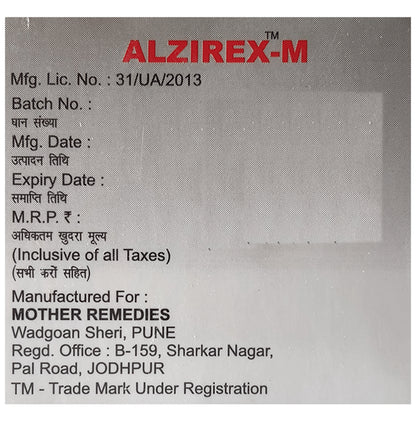 ALZIREX-M™
Mfg. Lic. No. : 31/UA/2013
Batch No. :
घान संख्या
Mfg. Date :
उत्पादन तिथि
Expiry Date :
समाप्ति तिथि
M.R.P. ₹ :
अधिकतम खुदरा मूल्य
(Inclusive of all Taxes)
(सभी करों सहित)
Manufactured For :
MOTHER REMEDIES
Wadgoan Sheri, PUNE
Regd. Office : B-159, Sharkar Nagar,
Pal Road, JODHPUR
TM - Trade Mark Under Registration